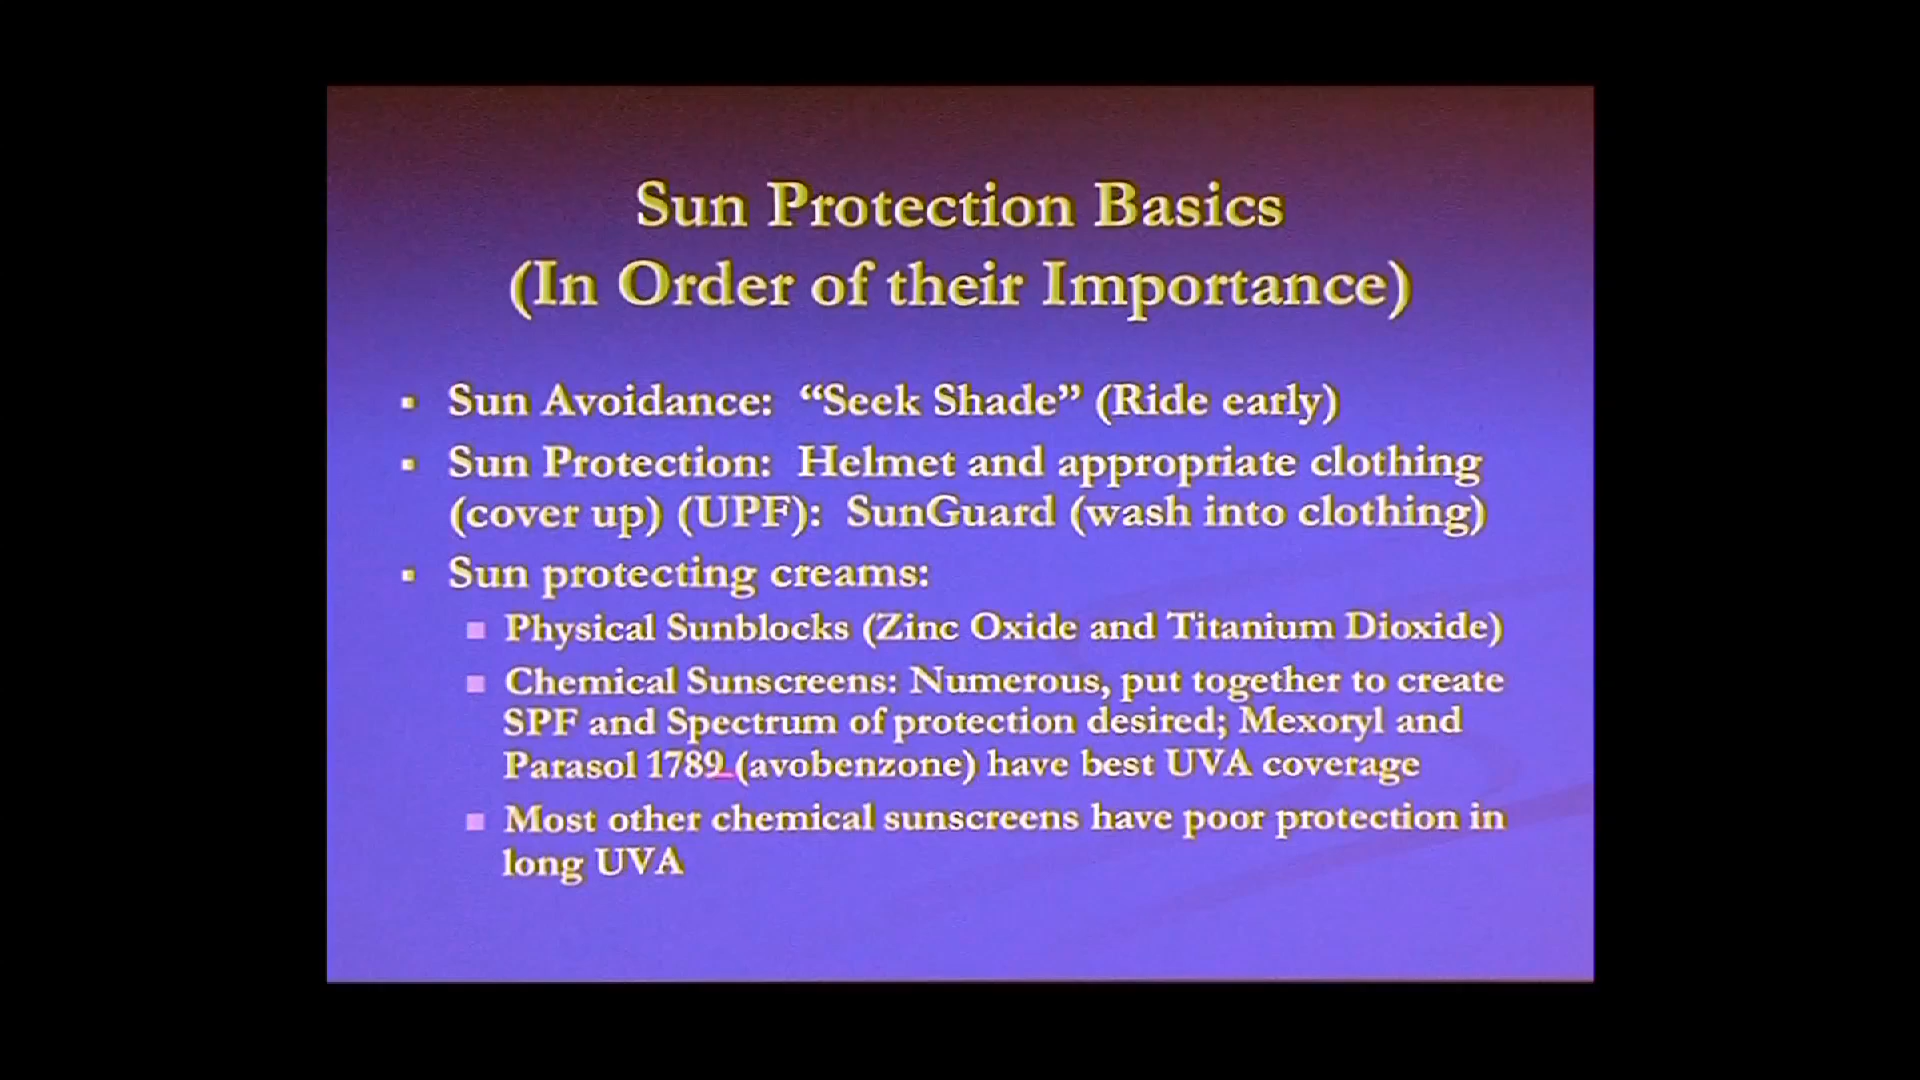 Sun Protection Basics
(In Order of their Importance)
▪ Sun Avoidance: “Seek Shade” (Ride early)
▪ Sun Protection: Helmet and appropriate clothing
(cover up) (UPF): SunGuard (wash into clothing)
▪ Sun protecting creams:
■ Physical Sunblocks (Zinc Oxide and Titanium Dioxide)
■ Chemical Sunscreens: Numerous, put together to create
SPF and Spectrum of protection desired; Mexoryl and
Parasol 1789 (avobenzone) have best UVA coverage
■ Most other chemical sunscreens have poor protection in
long UVA